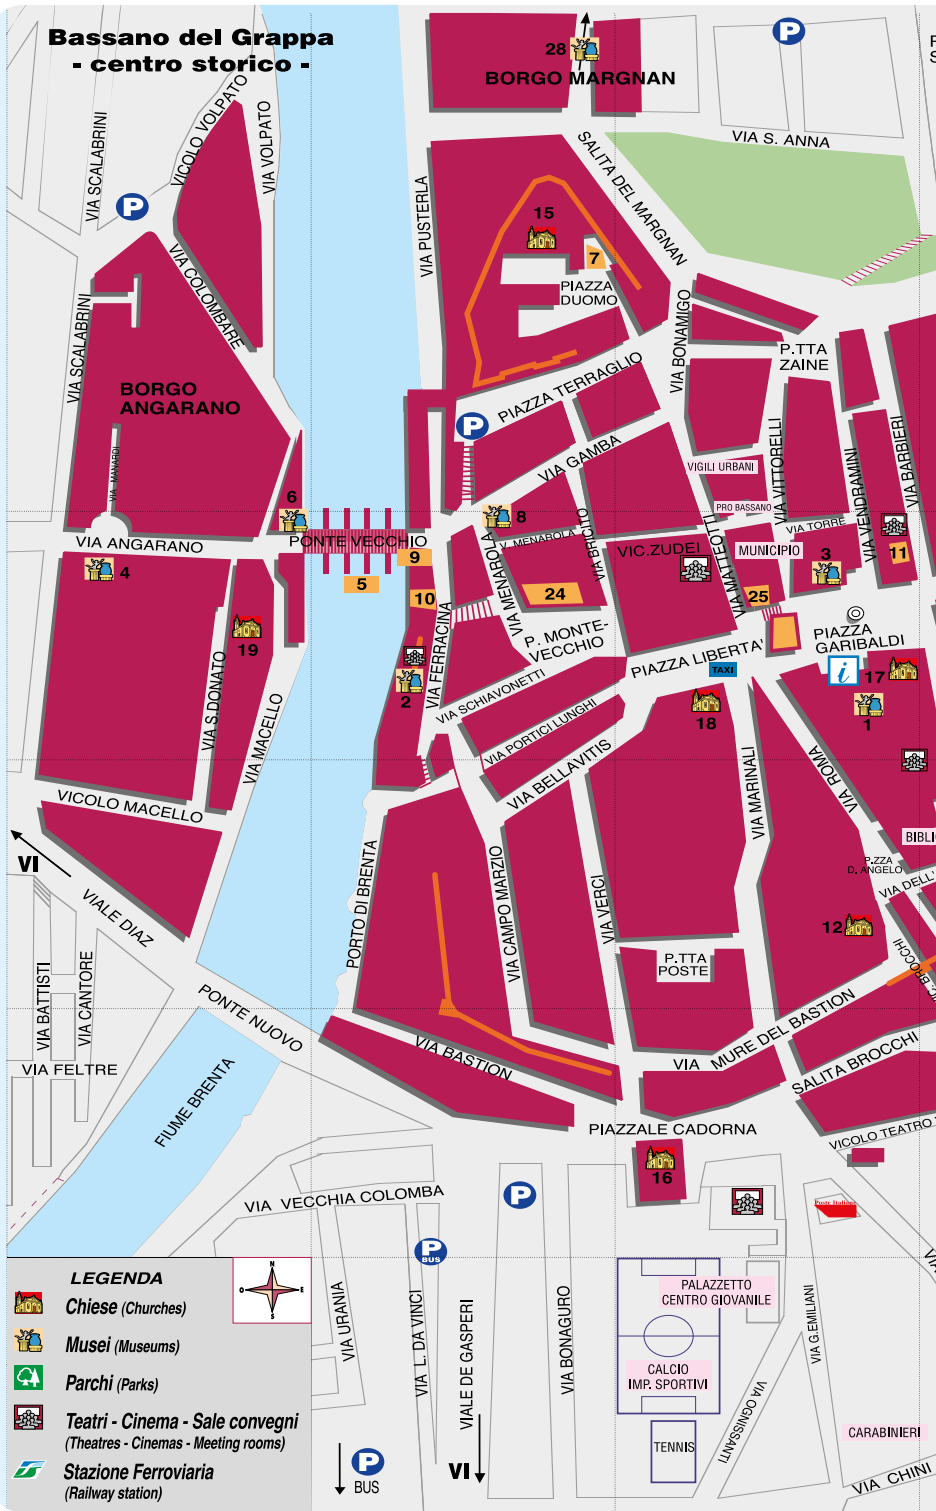 Bassano del Grappa
- centro storico -
28
BORGO MARGNAN
P
VIA S. ANNA
VICOLO VOLPATO
VIA VOLPATO
VIA SCALABRINI
P
VIA PUSTERLA
SALITA DEL MARGNAN
15
7
PIAZZA
DUOMO
VIA COLOMBARE
VIA SCALABRINI
VIA BONAMIGO
P.TTA
ZAINE
BORGO
ANGARANO
PIAZZA TERRAGLIO
P
VIA GAMBA
VIA MANARDI
VIGILI URBANI
VIA VITTORELLI
VIA VENDRAMINI
VIA BARBIERI
PRO BASSANO
6
8
VIA TORRE
VIA ANGARANO
PONTE VECCHIO
V. MENAROLA
VIA BRICITO
VIC.ZUDEI
VIA MATTEOTTI
MUNICIPIO
3
11
4
5
9
10
24
25
VIA MENAROLA
VIA FERRACINA
P. MONTE-
VECCHIO
PIAZZA LIBERTA'
PIAZZA
GARIBALDI
19
VIA S.DONATO
VIA MACELLO
2
VIA SCHIAVONETTI
TAXI
i
17
1
18
VIA PORTICI LUNGHI
VIA BELLAVITIS
VIA MARINALI
VIA ROMA
VICOLO MACELLO
VI
BIBLIO
P.ZZA
D. ANGELO
VIA DELL'
VIALE DIAZ
PORTO DI BRENTA
VIA CAMPO MARZIO
VIA VERCI
12
P.TTA
POSTE
VIC. BROCCHI
VIA BATTISTI
VIA CANTORE
PONTE NUOVO
VIA MURE DEL BASTION
VIA FELTRE
VIA BASTION
SALITA BROCCHI
FIUME BRENTA
PIAZZALE CADORNA
VICOLO TEATRO
16
VIA VECCHIA COLOMBA
P
Poste Italiane
P
BUS
LEGENDA
N
O
E
S
Chiese (Churches)
Musei (Museums)
Parchi (Parks)
Teatri - Cinema - Sale convegni
(Theatres - Cinemas - Meeting rooms)
Stazione Ferroviaria
(Railway station)
VIA URANIA
VIA L. DA VINCI
VIALE DE GASPERI
VIA BONAGURO
PALAZZETTO
CENTRO GIOVANILE
VIA G.EMILIANI
CALCIO
IMP. SPORTIVI
VIA OGNISSANTI
TENNIS
CARABINIERI
P
BUS
VI
VIA CHINI